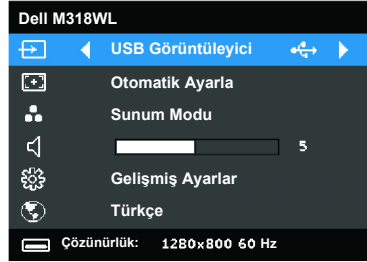 Dell M318WL
USB Görüntüleyici
Otomatik Ayarla
Sunum Modu
5
Gelişmiş Ayarlar
Türkçe
Çözünürlük: 1280x800 60 Hz